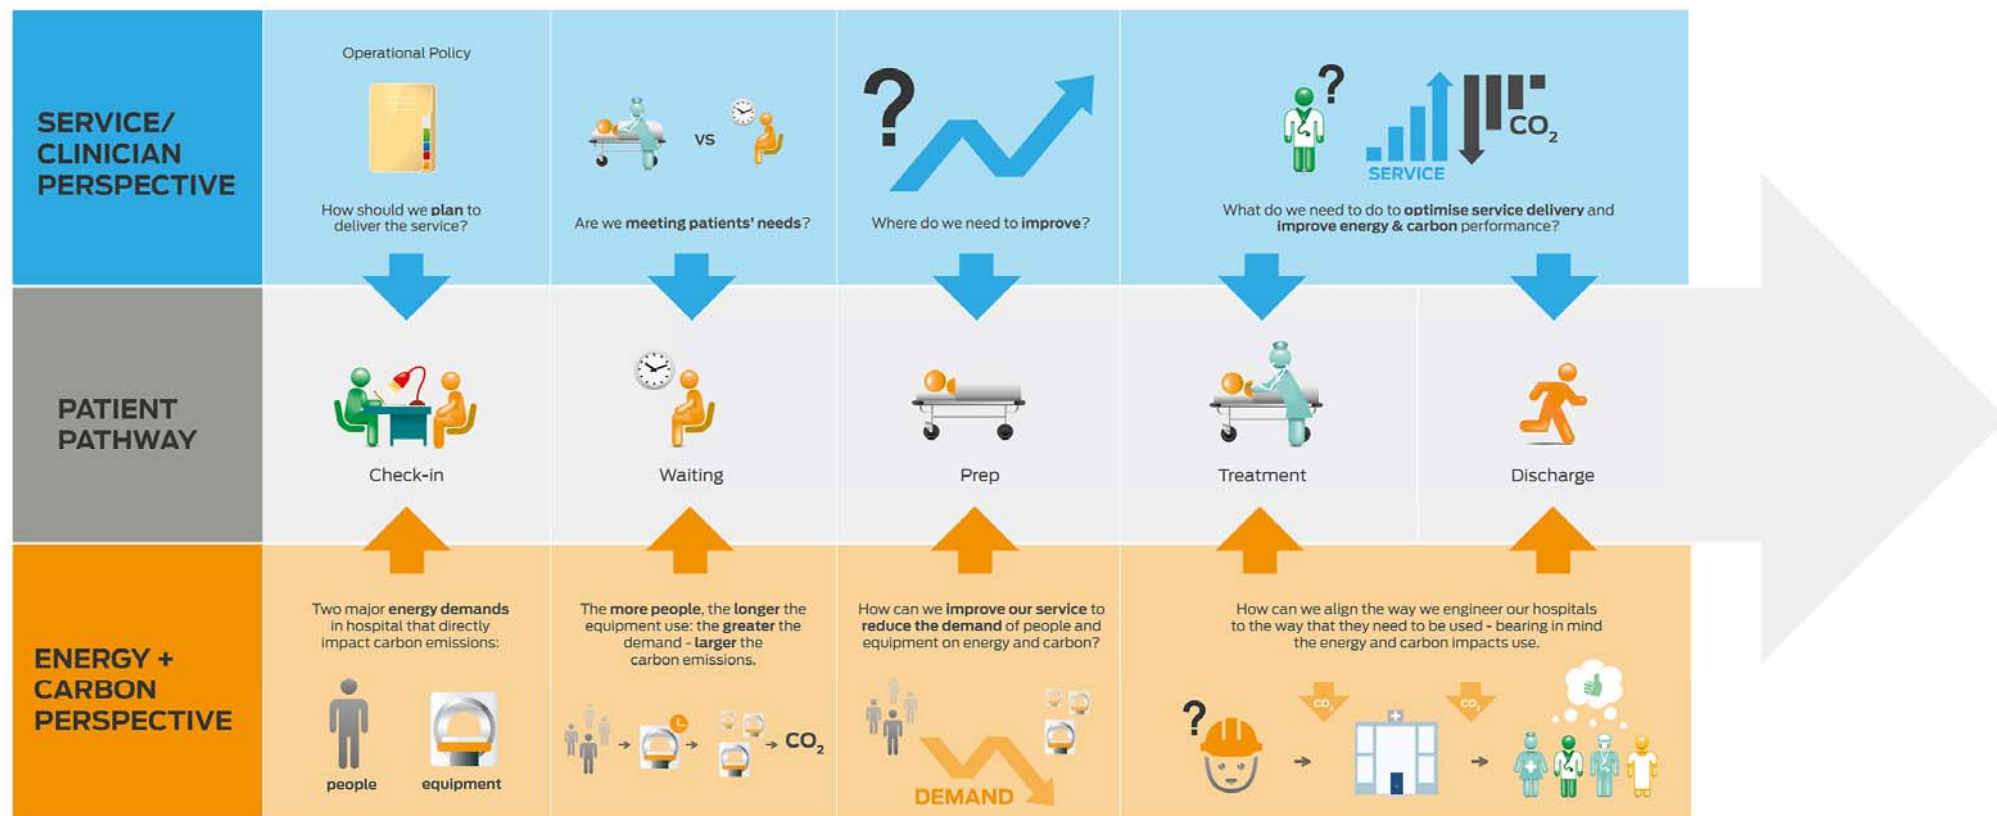 SERVICE/
CLINICIAN
PERSPECTIVE
Operational Policy
How should we plan to
deliver the service?
VS
Are we meeting patients' needs?
?
Where do we need to improve?
?
SERVICE
CO₂
What do we need to do to optimise service delivery and
improve energy & carbon performance?
PATIENT
PATHWAY
Check-in
Waiting
Prep
Treatment
Discharge
ENERGY +
CARBON
PERSPECTIVE
Two major energy demands
in hospital that directly
impact carbon emissions:
people
equipment
The more people, the longer the
equipment use: the greater the
demand - larger the
carbon emissions.
CO₂
How can we improve our service to
reduce the demand of people and
equipment on energy and carbon?
DEMAND
How can we align the way we engineer our hospitals
to the way that they need to be used - bearing in mind
the energy and carbon impacts use.
?
CO₂
CO₂